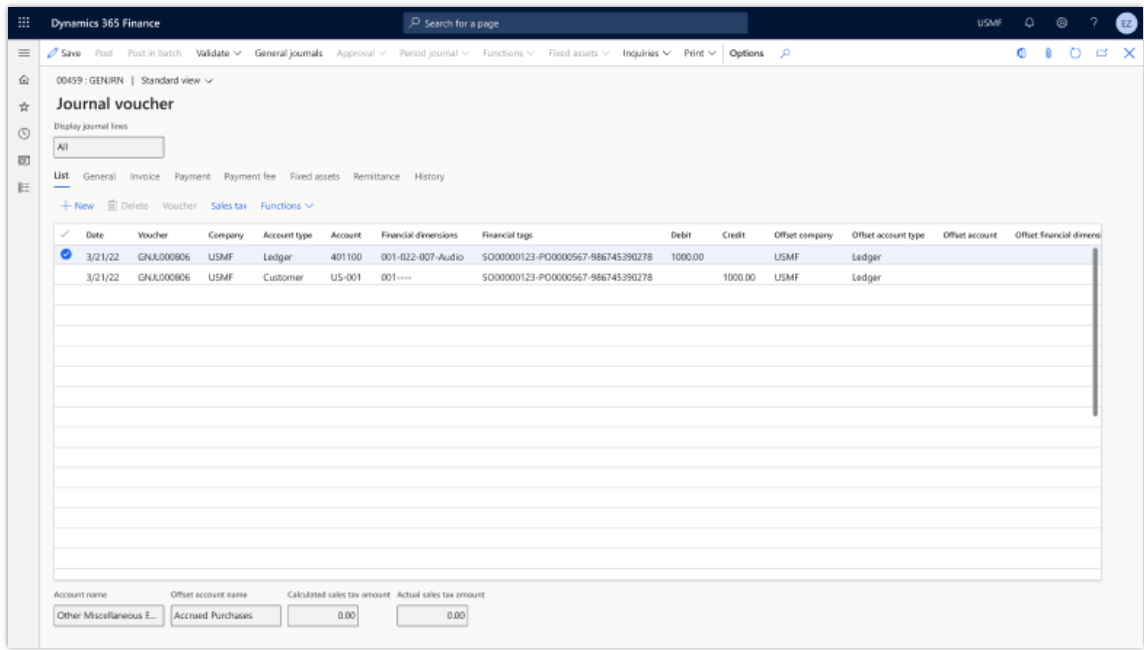 Dynamics 365 Finance
Search for a page
USMF
?
EZ
Save Post Post in batch Validate General journals Approval Period journal Functions Fixed assets Inquiries Print Options
00459 : GENJRN | Standard view
Journal voucher
Display journal lines
All
List General Invoice Payment Payment fee Fixed assets Remittance History
+ New Delete Voucher Sales tax Functions
Date Voucher Company Account type Account Financial dimensions Financial tags Debit Credit Offset company Offset account type Offset account Offset financial dimens
3/21/22 GNJL000806 USMF Ledger 401100 001-022-007-Audio SO00000123-PO0000567-986745390278 1000.00 USMF Ledger
3/21/22 GNJL000806 USMF Customer US-001 001---- SO00000123-PO0000567-986745390278 1000.00 USMF Ledger
Account name Offset account name Calculated sales tax amount Actual sales tax amount
Other Miscellaneous E... Accrued Purchases 0.00 0.00